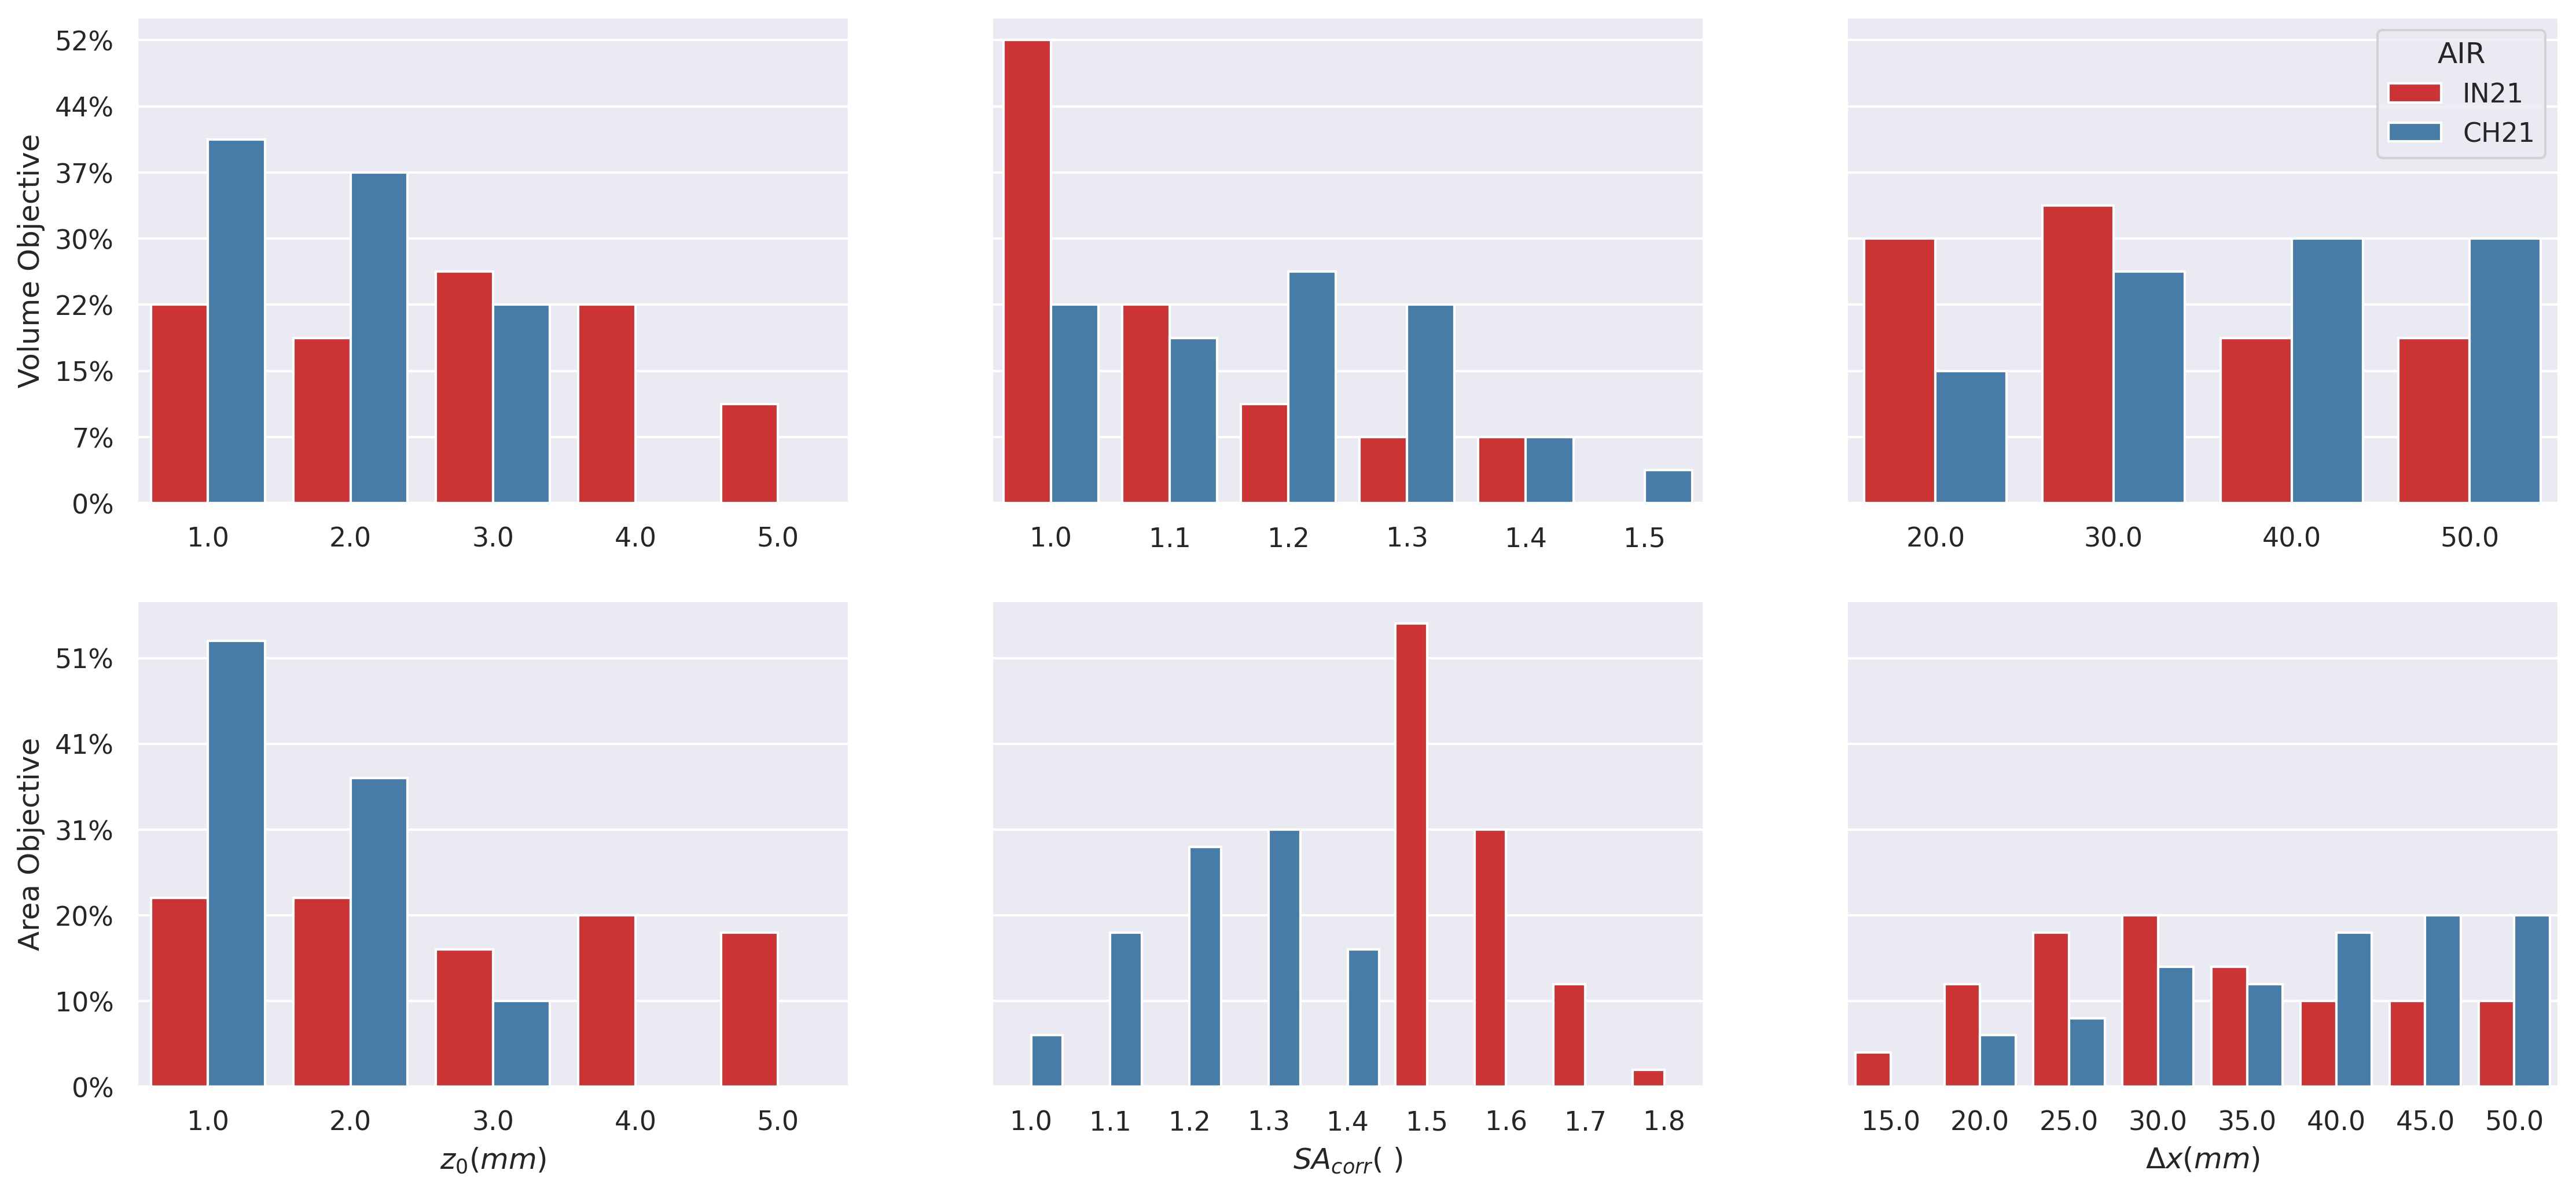 Volume Objective
52%
44%
37%
30%
22%
15%
7%
0%
1.0 2.0 3.0 4.0 5.0
1.0 1.1 1.2 1.3 1.4 1.5
AIR
IN21
CH21
20.0 30.0 40.0 50.0
Area Objective
51%
41%
31%
20%
10%
0%
1.0 2.0 3.0 4.0 5.0
z₀(mm)
1.0 1.1 1.2 1.3 1.4 1.5 1.6 1.7 1.8
SA_corr( )
15.0 20.0 25.0 30.0 35.0 40.0 45.0 50.0
Δx(mm)